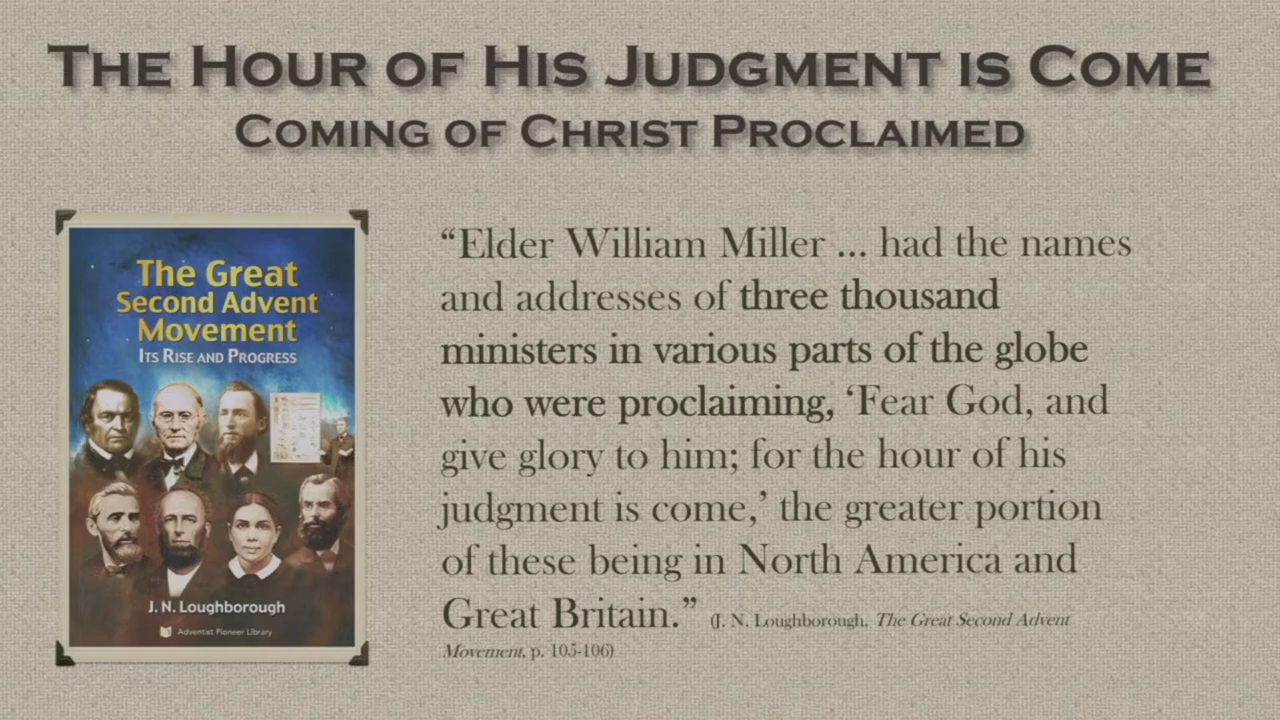 The Hour of His Judgment is Come
Coming of Christ Proclaimed
The Great
Second Advent
Movement
Its Rise and Progress
J. N. Loughborough
Adventist Pioneer Library
“Elder William Miller ... had the names
and addresses of three thousand
ministers in various parts of the globe
who were proclaiming, ‘Fear God, and
give glory to him; for the hour of his
judgment is come,’ the greater portion
of these being in North America and
Great Britain.” (J. N. Loughborough, The Great Second Advent
Movement, p. 105-106)